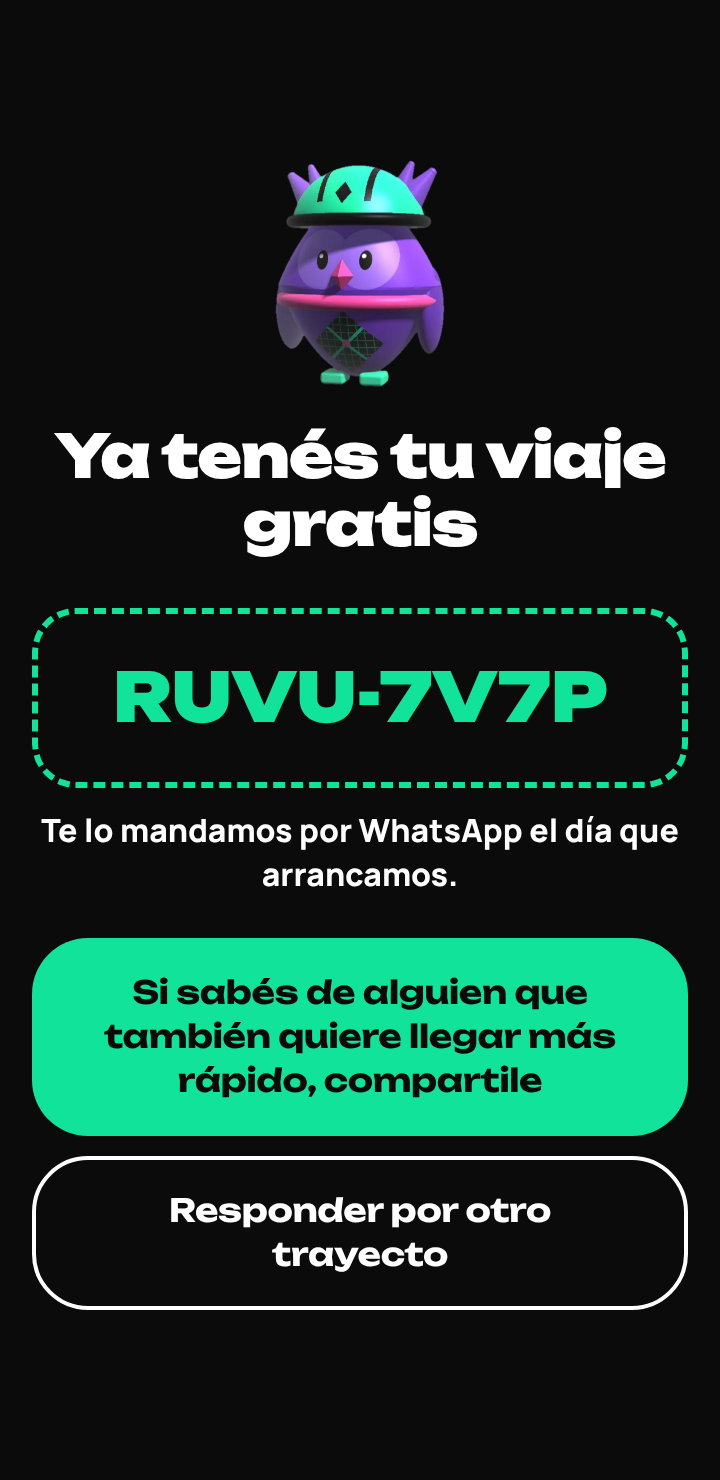 Ya tenés tu viaje
gratis
RUVU-7V7P
Te lo mandamos por WhatsApp el día que
arrancamos.
Si sabés de alguien que
también quiere llegar más
rápido, compartile
Responder por otro
trayecto